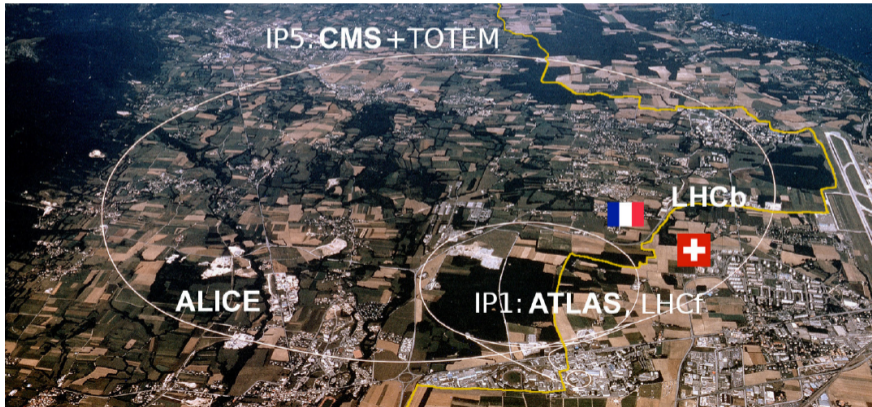 IP5: CMS + TOTEM
LHCb
ALICE
IP1: ATLAS, LHCf